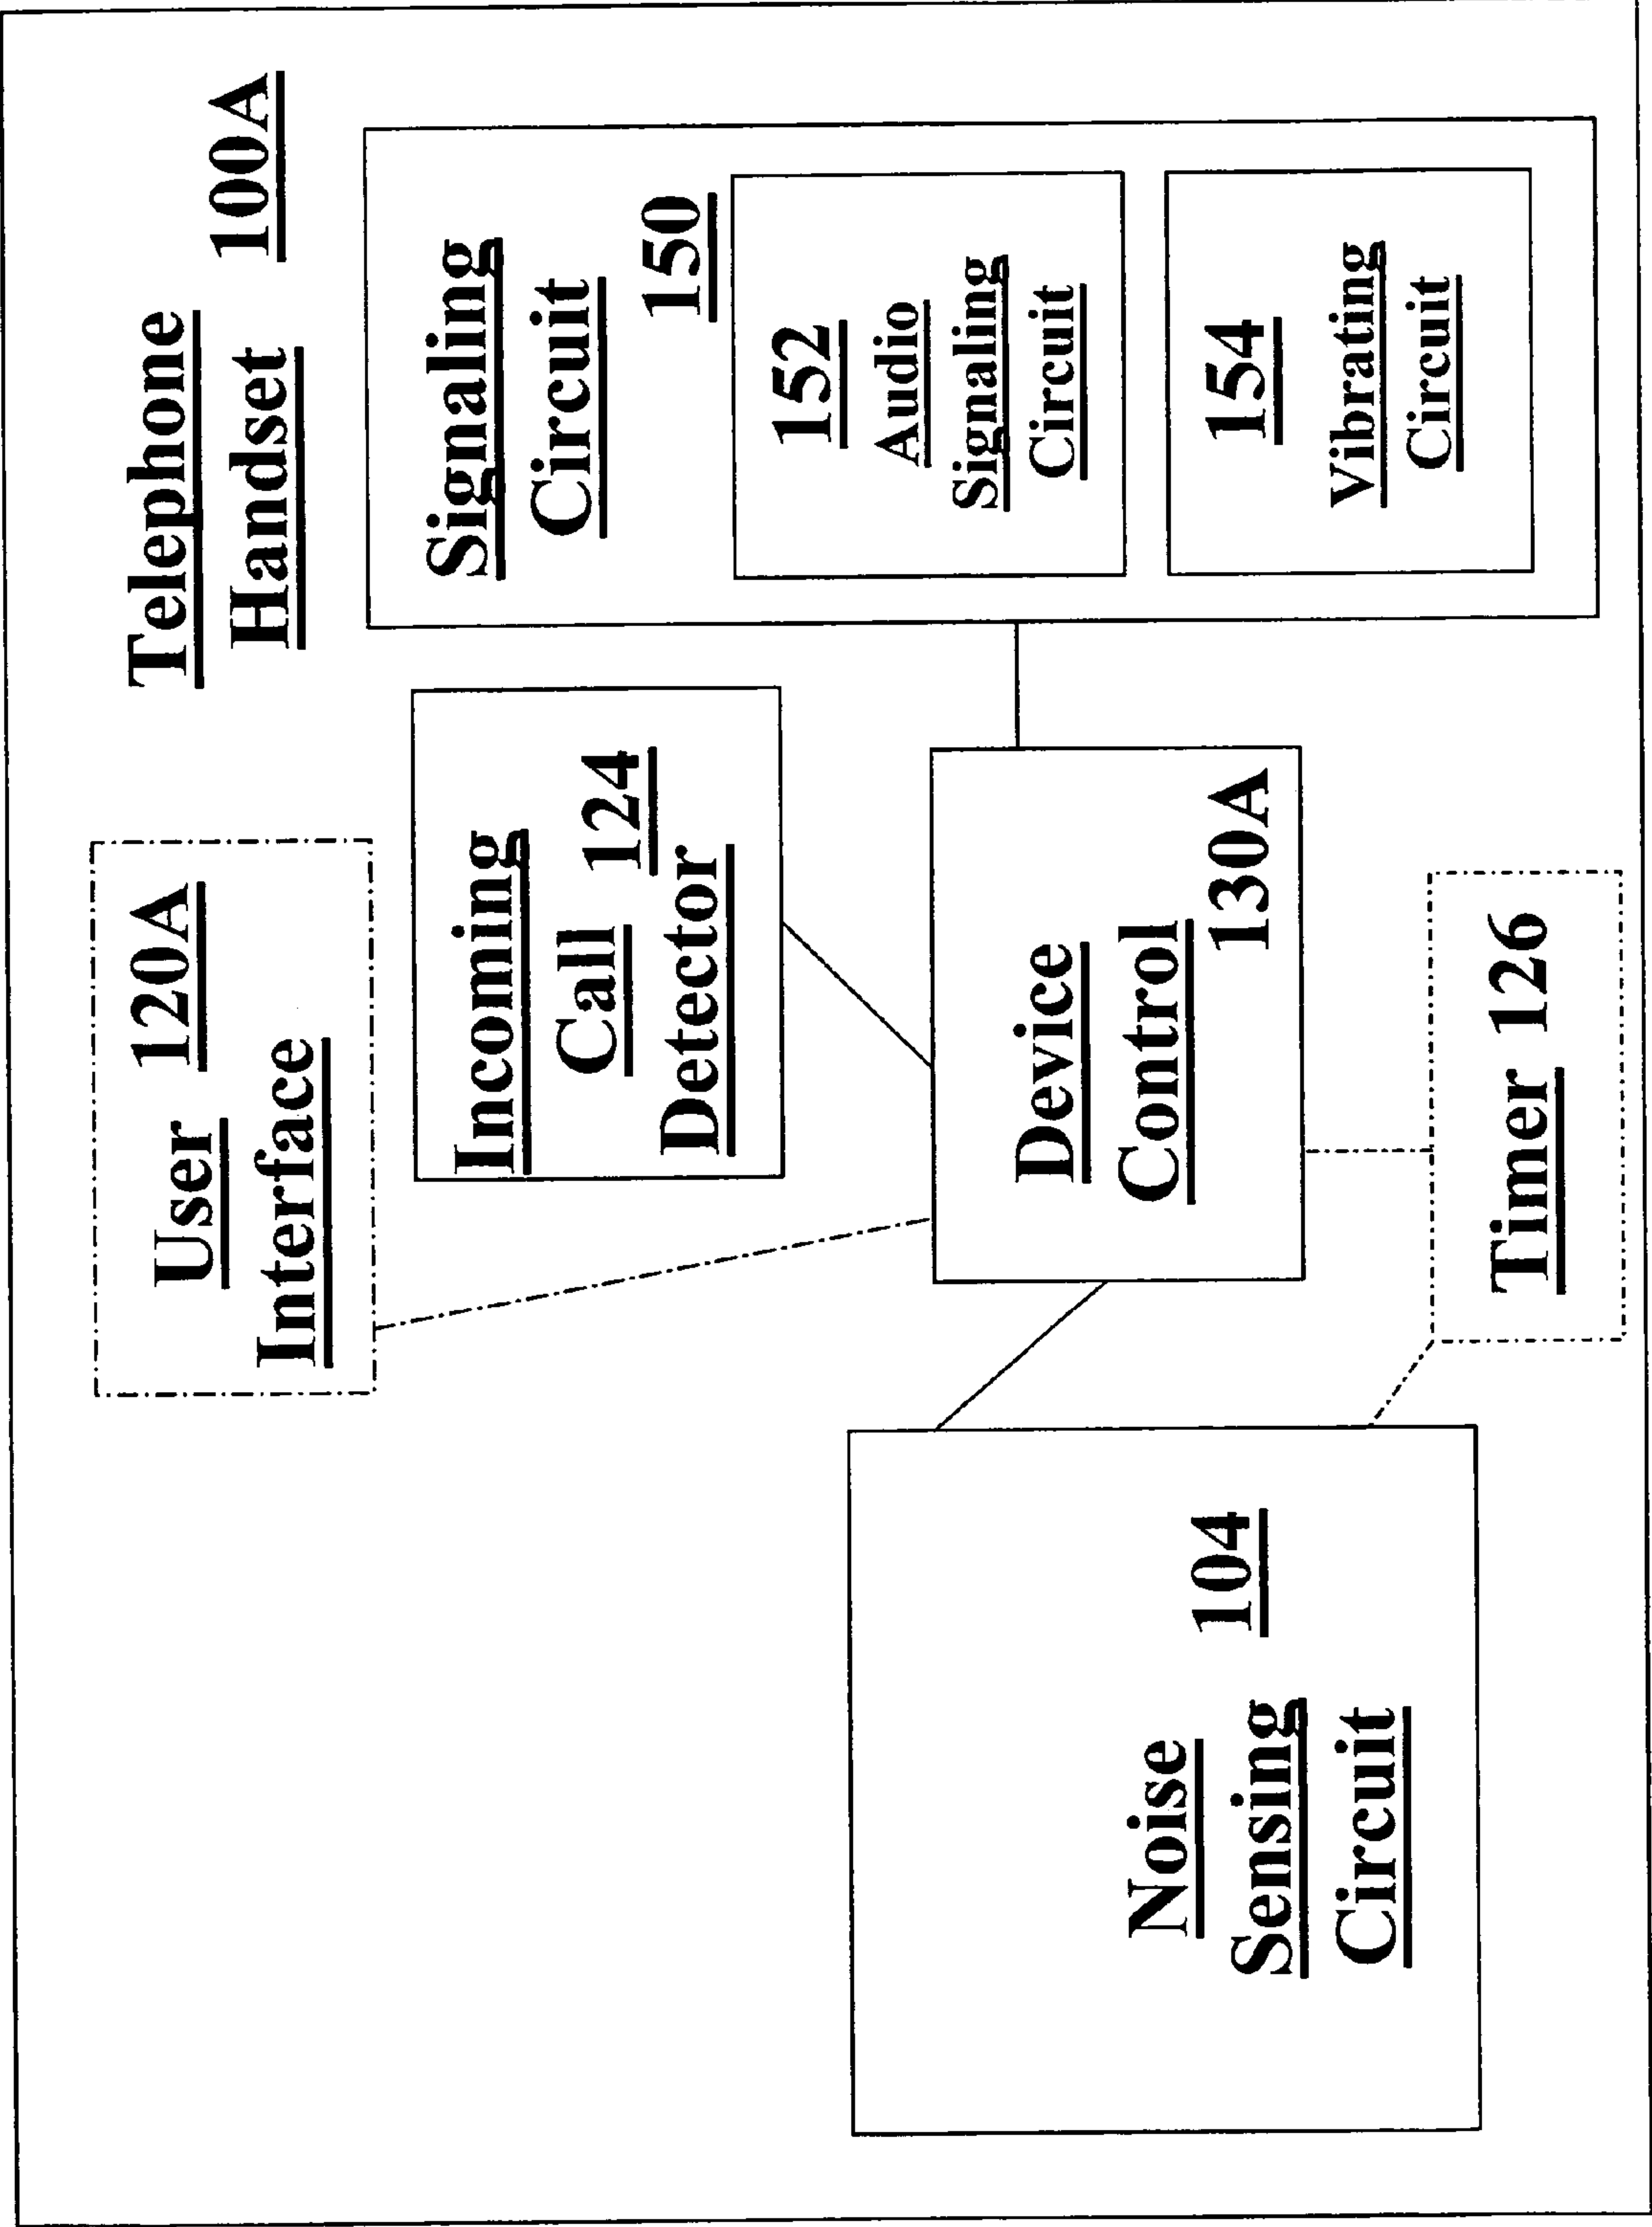 Telephone
Handset 100A
User 120A
Interface
Incoming
Call 124
Detector
Signaling
Circuit
150
152
Audio
Signaling
Circuit
154
Vibrating
Circuit
Device
Control
130A
Noise
Sensing 104
Circuit
Timer 126